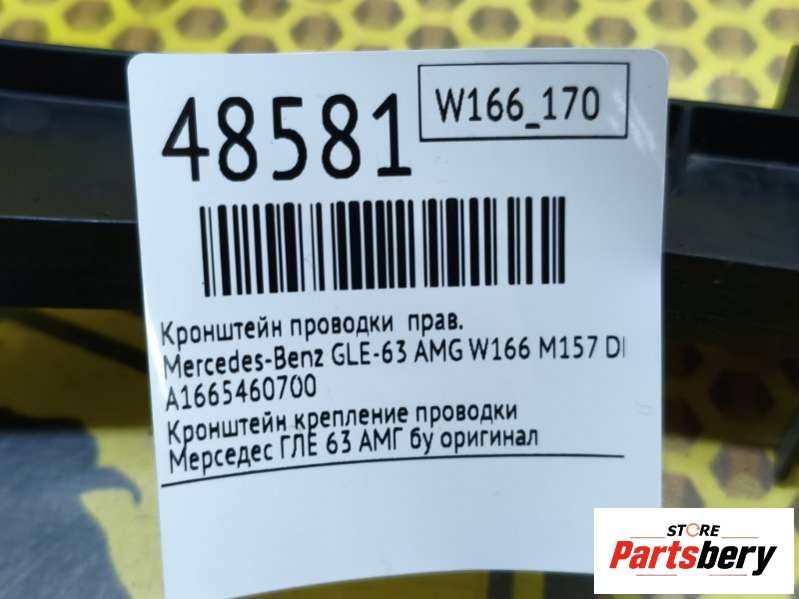 48581
W166_170
Кронштейн проводки прав.
Mercedes-Benz GLE-63 AMG W166 M157 DI
A1665460700
Кронштейн крепление проводки
Мерседес ГЛЕ 63 АМГ бу оригинал
STORE
Partsbery